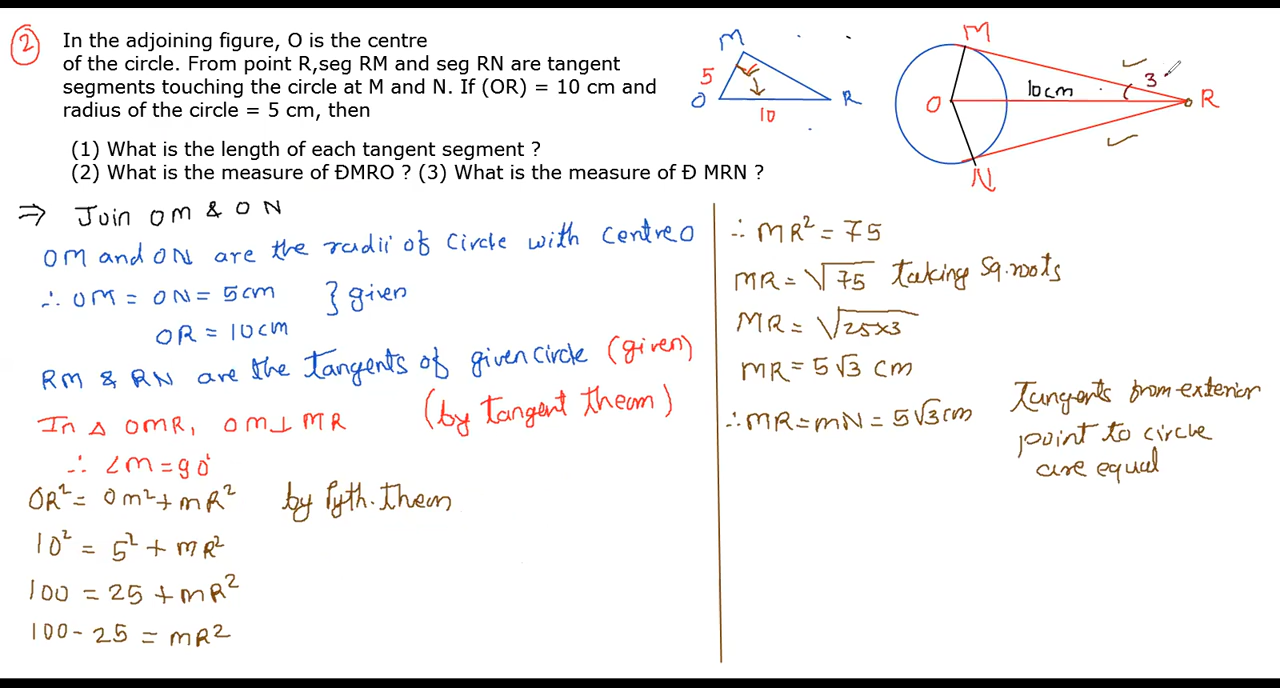 2
In the adjoining figure, O is the centre
of the circle. From point R,seg RM and seg RN are tangent
segments touching the circle at M and N. If (OR) = 10 cm and
radius of the circle = 5 cm, then
(1) What is the length of each tangent segment ?
(2) What is the measure of ÐMRO ? (3) What is the measure of Ð MRN ?
M
5
O
R
10
M
O
10cm
3
R
N
⇒ Join OM & ON
OM and ON are the radii of circle with centre O
∴ OM = ON = 5cm } given
OR = 10cm
RM & RN are the tangents of given circle (given)
In △ OMR, OM ⊥ MR (by tangent theom)
∴ ∠M = 90°
OR² = OM² + MR² by Pyth. Theom
10² = 5² + MR²
100 = 25 + MR²
100 - 25 = MR²
∴ MR² = 75
MR = √75 taking Sq. roots
MR = √25×3
MR = 5√3 cm
∴ MR = MN = 5√3 cm
Tangents from exterior
point to circle
are equal